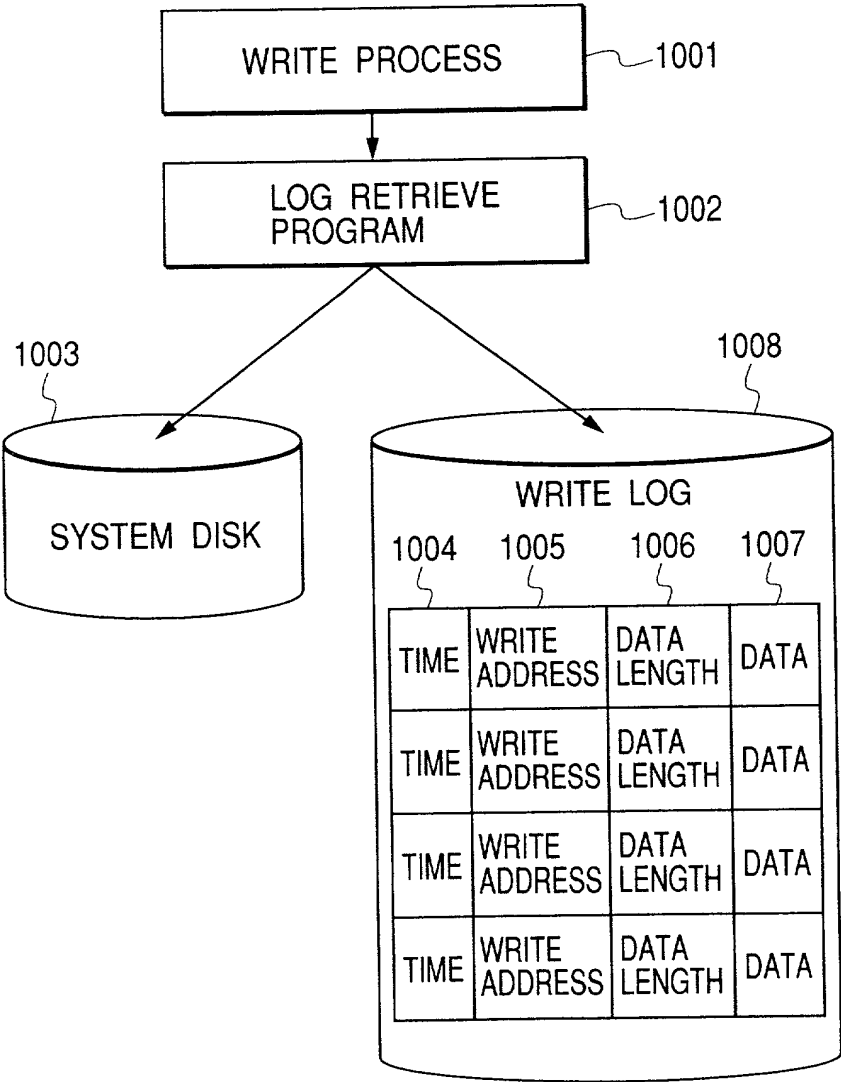 WRITE PROCESS
1001
LOG RETRIEVE
PROGRAM
1002
1003
1008
SYSTEM DISK
WRITE LOG
1004 1005 1006 1007
TIME WRITE ADDRESS DATA LENGTH DATA
TIME WRITE ADDRESS DATA LENGTH DATA
TIME WRITE ADDRESS DATA LENGTH DATA
TIME WRITE ADDRESS DATA LENGTH DATA